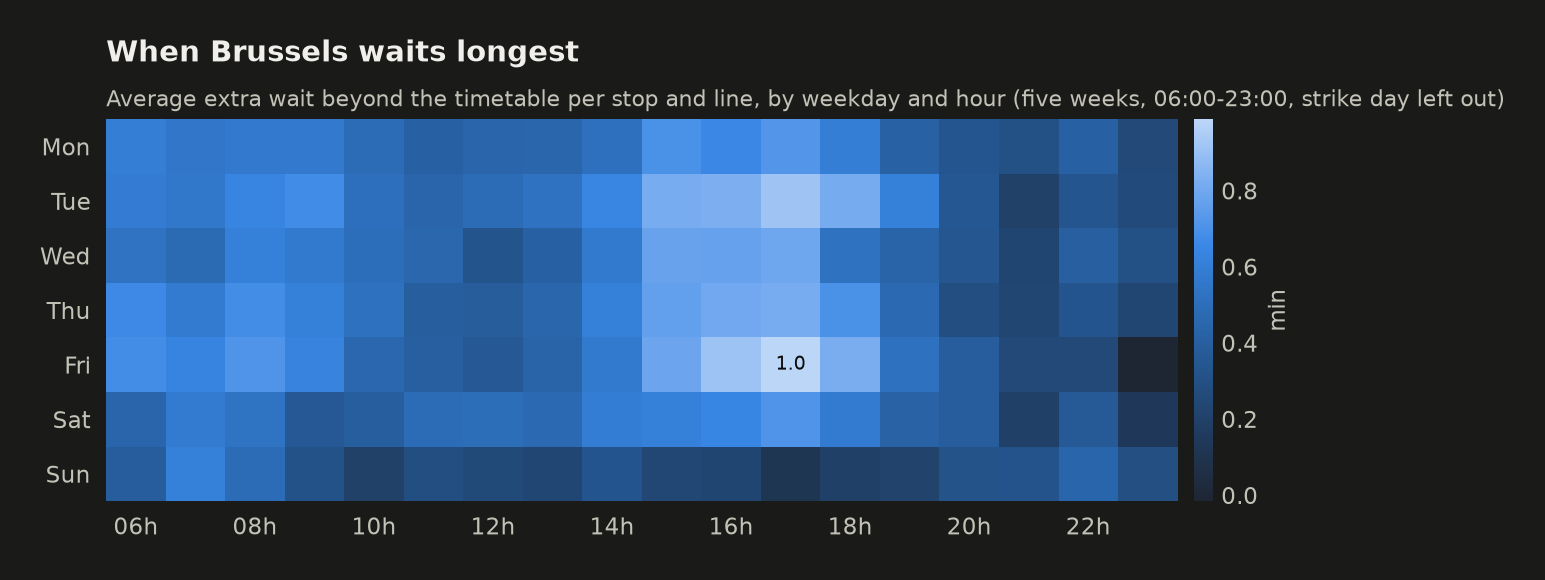 When Brussels waits longest
Average extra wait beyond the timetable per stop and line, by weekday and hour (five weeks, 06:00-23:00, strike day left out)
Mon
Tue
Wed
Thu
Fri
Sat
Sun
1.0
06h 08h 10h 12h 14h 16h 18h 20h 22h
0.8
0.6
0.4
0.2
0.0
min